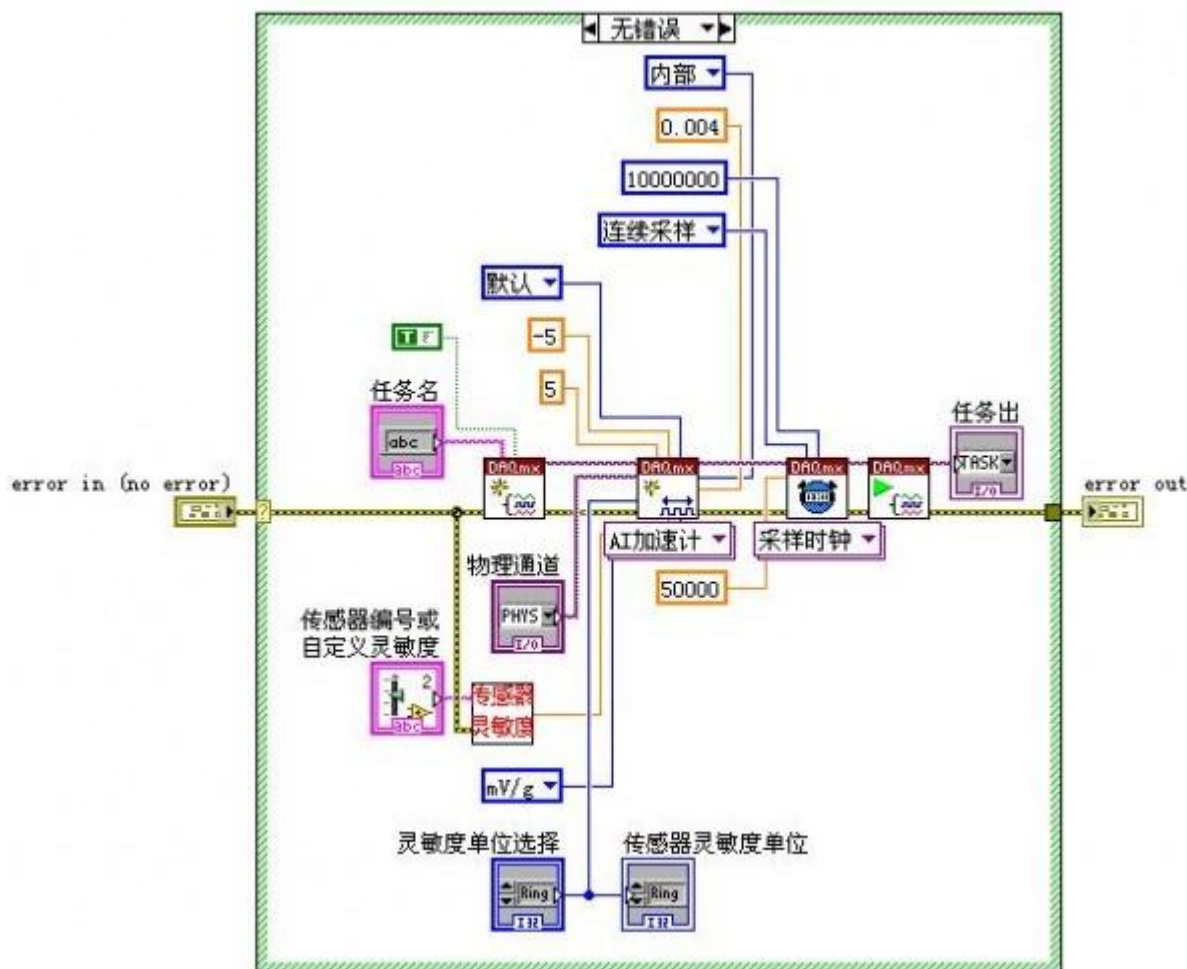 无错误
内部
0.004
10000000
连续采样
默认
-5
T
5
任务名
abc
abc
任务出
TASK
I/O
DAQmx
DAQmx
DAQmx
DAQmx
error in (no error)
?
error out
AI加速计
采样时钟
物理通道
PHYS
I/O
50000
传感器编号或
自定义灵敏度
2
abc
传感器
灵敏度
mV/g
灵敏度单位选择
传感器灵敏度单位
Ring
I32
Ring
I32